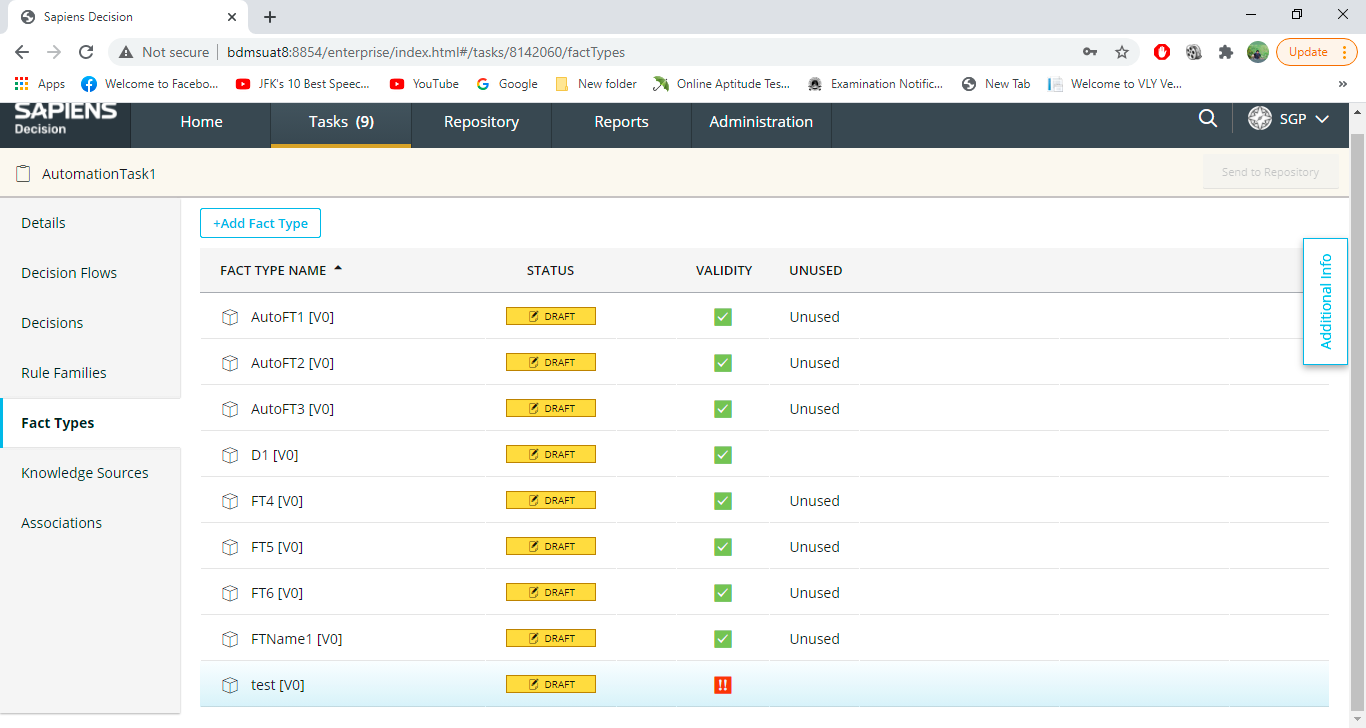 Sapiens Decision
Not secure bdmsuat8:8854/enterprise/index.html#/tasks/8142060/factTypes Update
Apps Welcome to Facebo... JFK's 10 Best Speec... YouTube Google New folder Online Aptitude Tes... Examination Notific... New Tab Welcome to VLY Ve... »
SAPIENS
Decision
Home Tasks (9) Repository Reports Administration SGP
AutomationTask1 Send to Repository
Details
Decision Flows
Decisions
Rule Families
Fact Types
Knowledge Sources
Associations
+Add Fact Type
FACT TYPE NAME STATUS VALIDITY UNUSED
AutoFT1 [V0] DRAFT Unused
AutoFT2 [V0] DRAFT Unused
AutoFT3 [V0] DRAFT Unused
D1 [V0] DRAFT
FT4 [V0] DRAFT Unused
FT5 [V0] DRAFT Unused
FT6 [V0] DRAFT Unused
FTName1 [V0] DRAFT Unused
test [V0] DRAFT !!
Additional Info